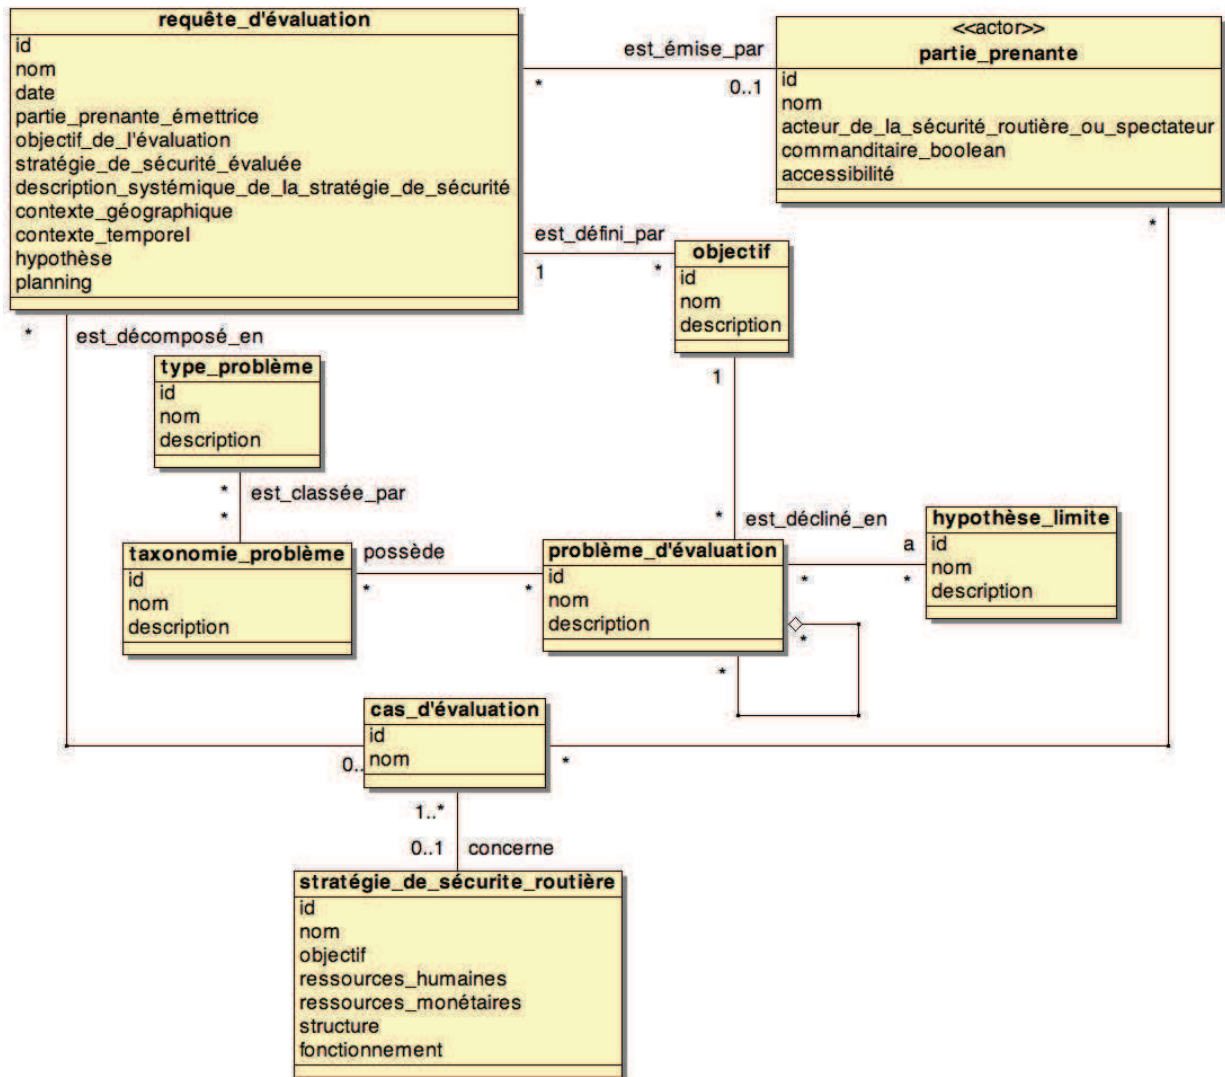 requête_d'évaluation
id
nom
date
partie_prenante_émettrice
objectif_de_l'évaluation
stratégie_de_sécurité_évaluée
description_systémique_de_la_stratégie_de_sécurité
contexte_géographique
contexte_temporel
hypothèse
planning
est_émise_par
*
0..1
<<actor>>
partie_prenante
id
nom
acteur_de_la_sécurité_routière_ou_spectateur
commanditaire_boolean
accessibilité
*
est_défini_par
1
*
objectif
id
nom
description
1
*
est_décomposé_en
type_problème
id
nom
description
*
est_classée_par
*
taxonomie_problème
id
nom
description
possède
*
*
*
est_décliné_en
problème_d'évaluation
id
nom
description
a
*
*
hypothèse_limite
id
nom
description
*
*
cas_d'évaluation
id
nom
0..
*
1..*
0..1
concerne
stratégie_de_sécurite_routière
id
nom
objectif
ressources_humaines
ressources_monétaires
structure
fonctionnement